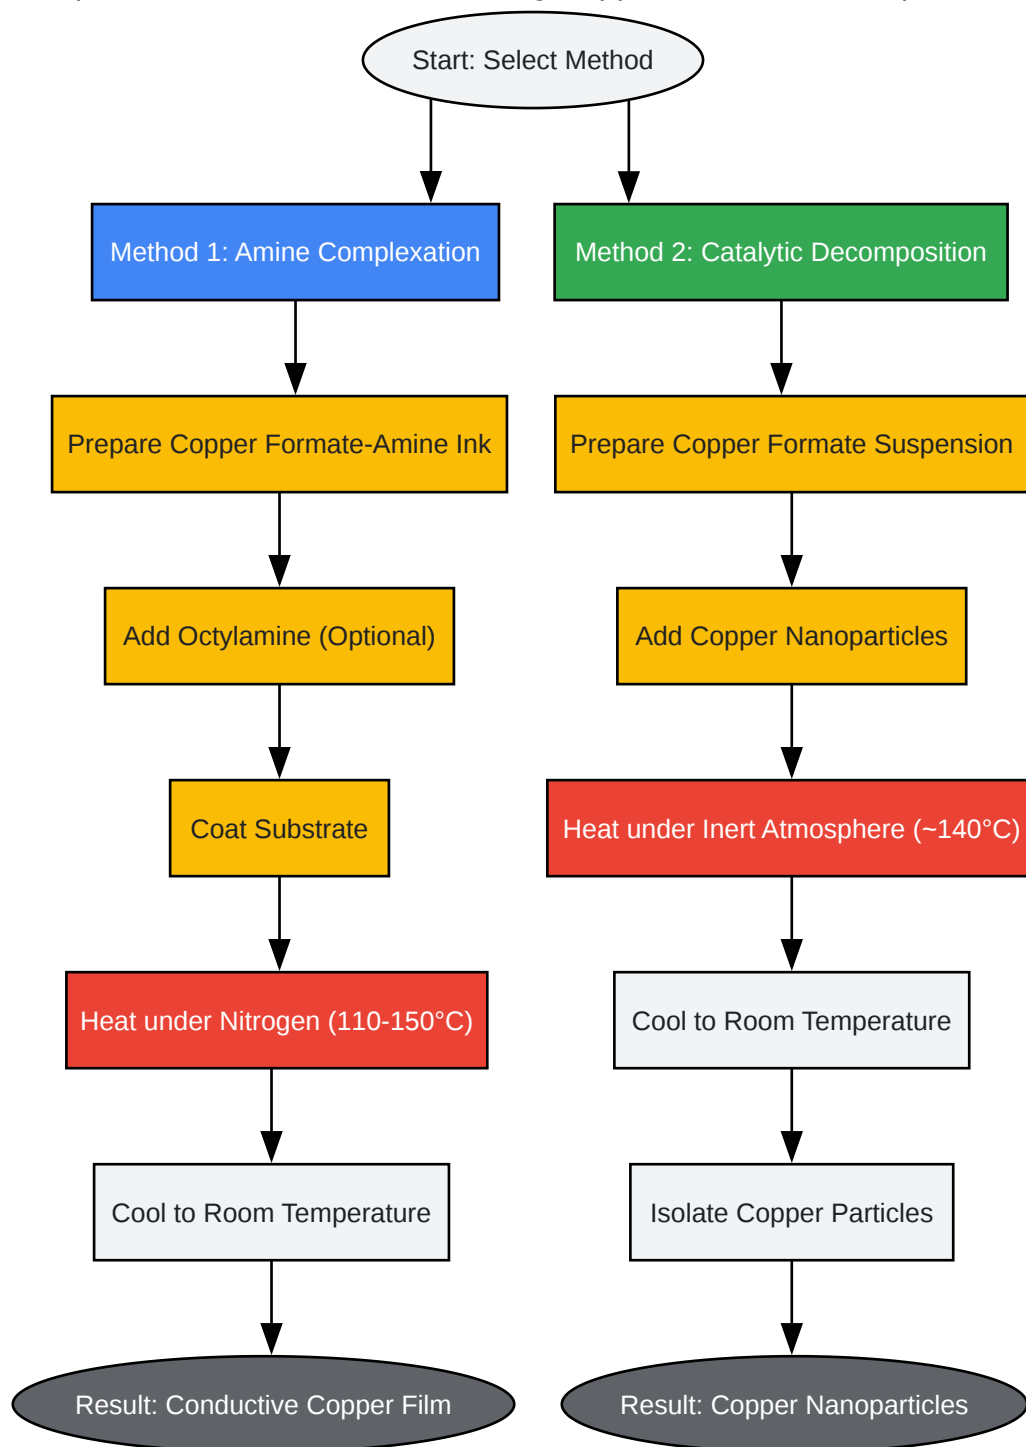 Start: Select Method
Method 1: Amine Complexation
Method 2: Catalytic Decomposition
Prepare Copper Formate-Amine Ink
Prepare Copper Formate Suspension
Add Octylamine (Optional)
Add Copper Nanoparticles
Coat Substrate
Heat under Inert Atmosphere (~140°C)
Heat under Nitrogen (110-150°C)
Cool to Room Temperature
Cool to Room Temperature
Isolate Copper Particles
Result: Conductive Copper Film
Result: Copper Nanoparticles